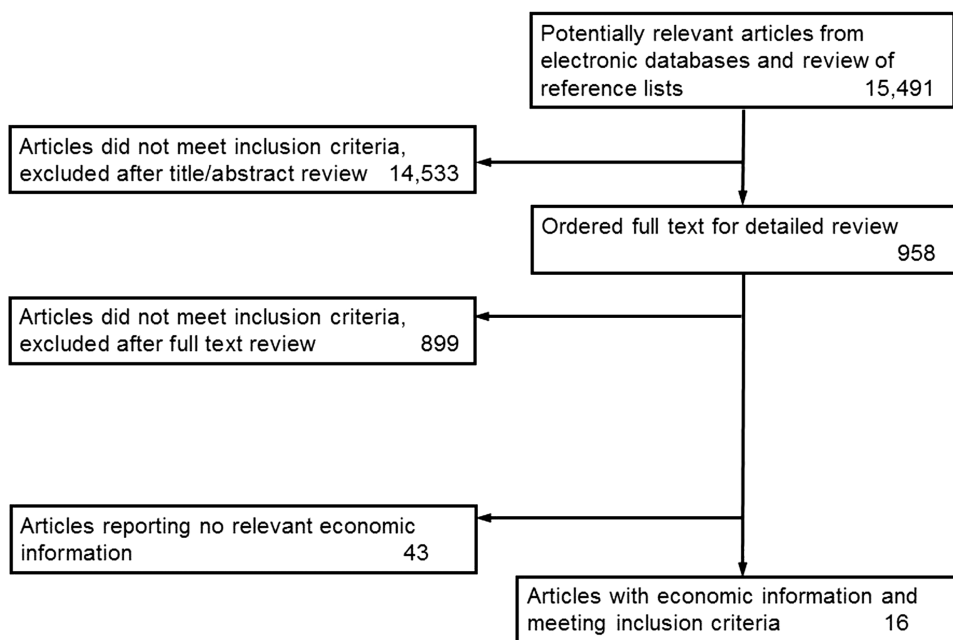 Potentially relevant articles from
electronic databases and review of
reference lists 15,491
Articles did not meet inclusion criteria,
excluded after title/abstract review 14,533
Ordered full text for detailed review
958
Articles did not meet inclusion criteria,
excluded after full text review 899
Articles reporting no relevant economic
information 43
Articles with economic information and
meeting inclusion criteria 16